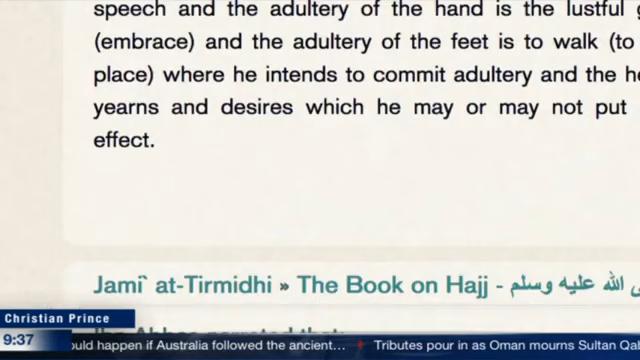 speech and the adultery of the hand is the lustful
(embrace) and the adultery of the feet is to walk (to
place) where he intends to commit adultery and the
yearns and desires which he may or may not put
effect.
Jami` at-Tirmidhi » The Book on Hajj - الله عليه وسلم
Christian Prince
narrated that:
9:37 ould happen if Australia followed the ancient... Tributes pour in as Oman mourns Sultan Qab